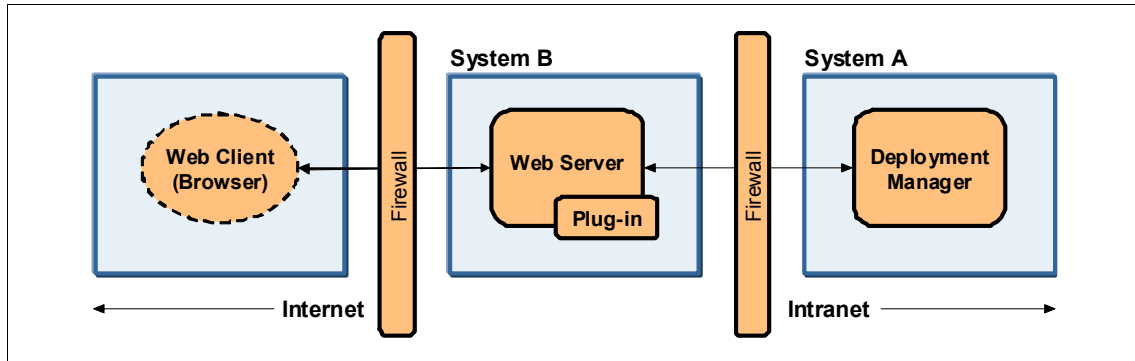 System B
System A
Web Client
(Browser)
Firewall
Web Server
Plug-in
Firewall
Deployment
Manager
Internet
Intranet